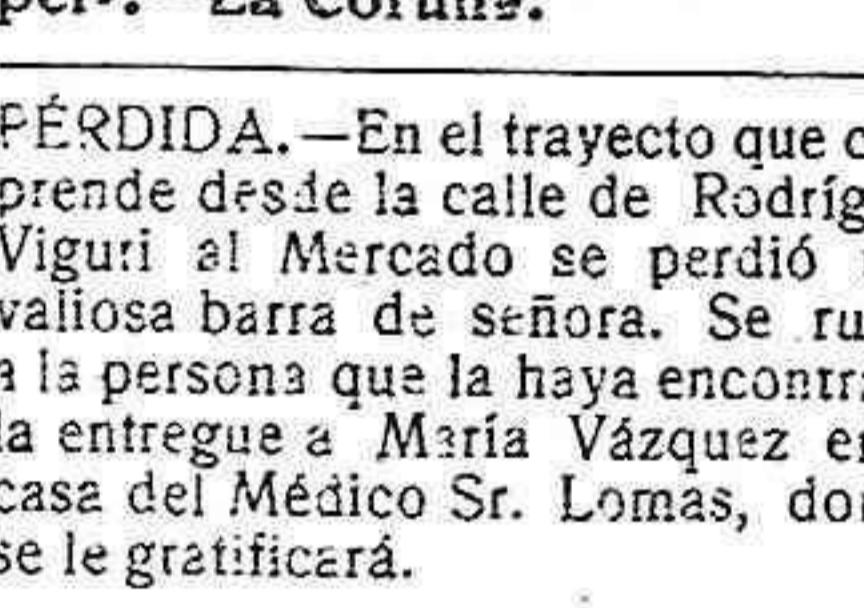 La Coruña.
PÉRDIDA.—En el trayecto que c
prende desde la calle de Rodríg
Viguri al Mercado se perdió
valiosa barra de señora. Se ru
a la persona que la haya encontr
la entregue a María Vázquez en
casa del Médico Sr. Lomas, don
se le gratificará.